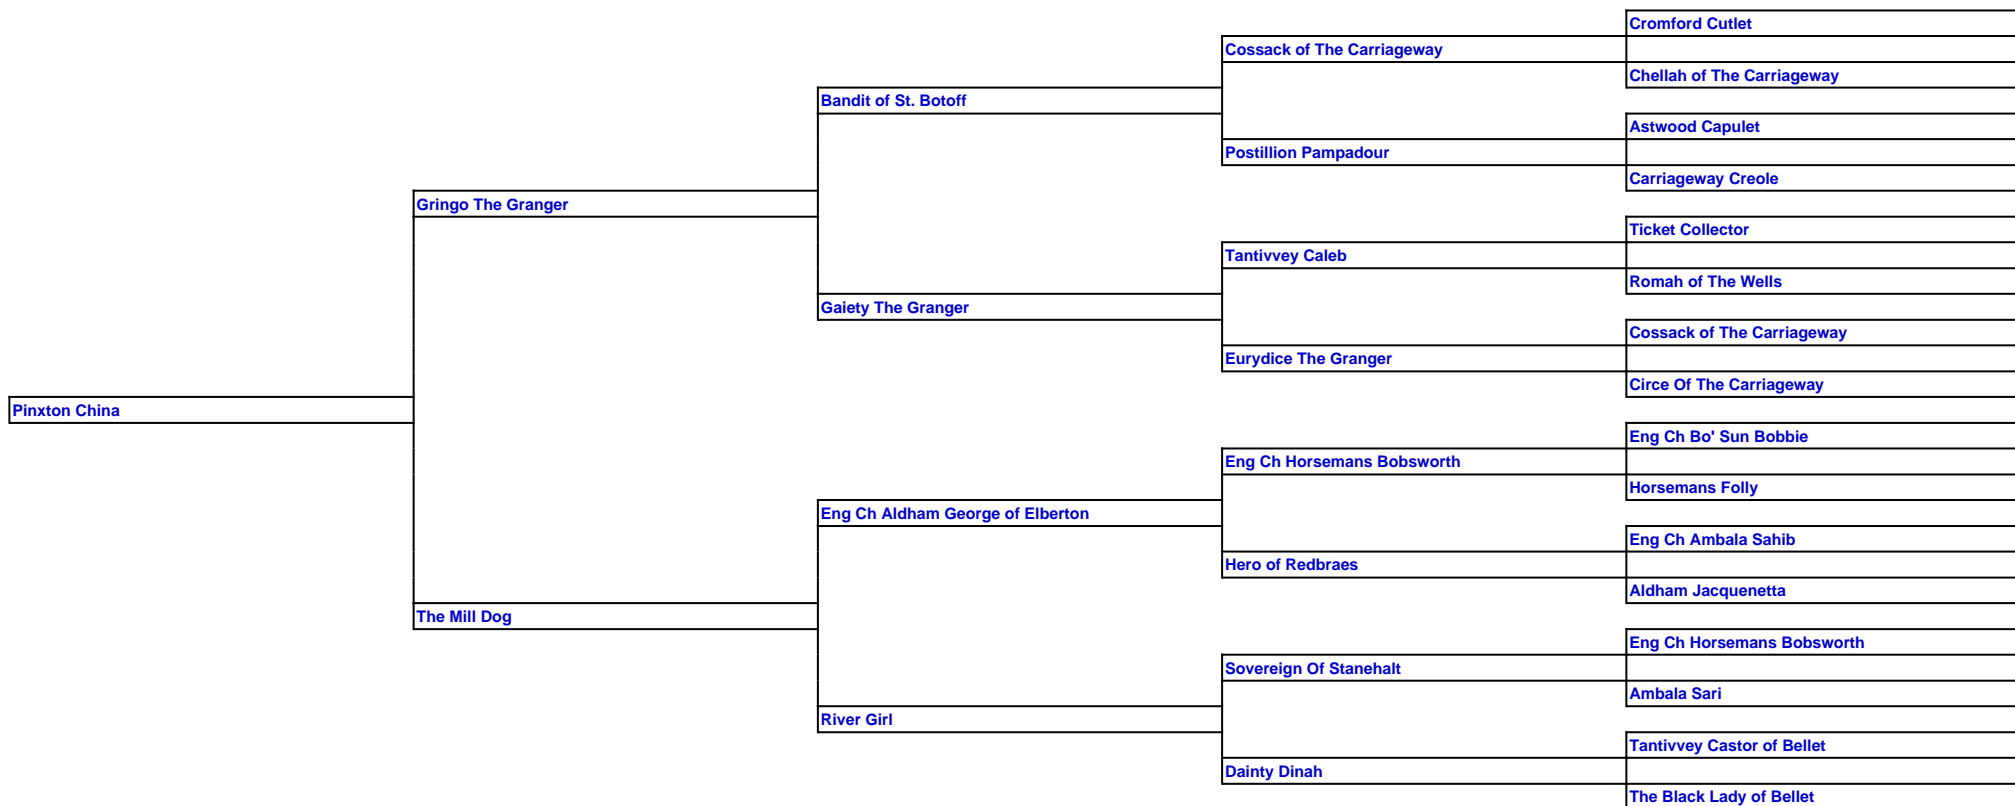 Cromford Cutlet
Cossack of The Carriageway
Chellah of The Carriageway
Bandit of St. Botoff
Astwood Capulet
Postillion Pampadour
Carriageway Creole
Gringo The Granger
Ticket Collector
Tantivvey Caleb
Romah of The Wells
Gaiety The Granger
Cossack of The Carriageway
Eurydice The Granger
Circe Of The Carriageway
Pinxton China
Eng Ch Bo' Sun Bobbie
Eng Ch Horsemans Bobsworth
Horsemans Folly
Eng Ch Aldham George of Elberton
Eng Ch Ambala Sahib
Hero of Redbraes
Aldham Jacquenetta
The Mill Dog
Eng Ch Horsemans Bobsworth
Sovereign Of Stanehalt
Ambala Sari
River Girl
Tantivvey Castor of Bellet
Dainty Dinah
The Black Lady of Bellet